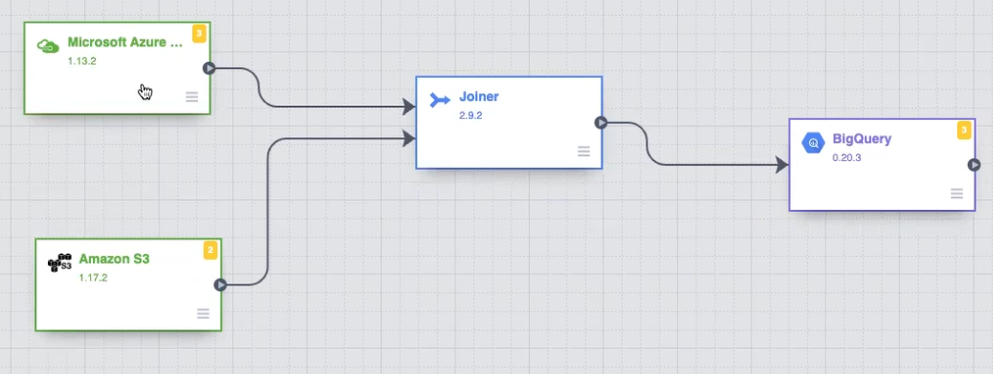 Microsoft Azure ...
3
1.13.2
Joiner
2.9.2
BigQuery
3
0.20.3
Amazon S3
2
S3
1.17.2